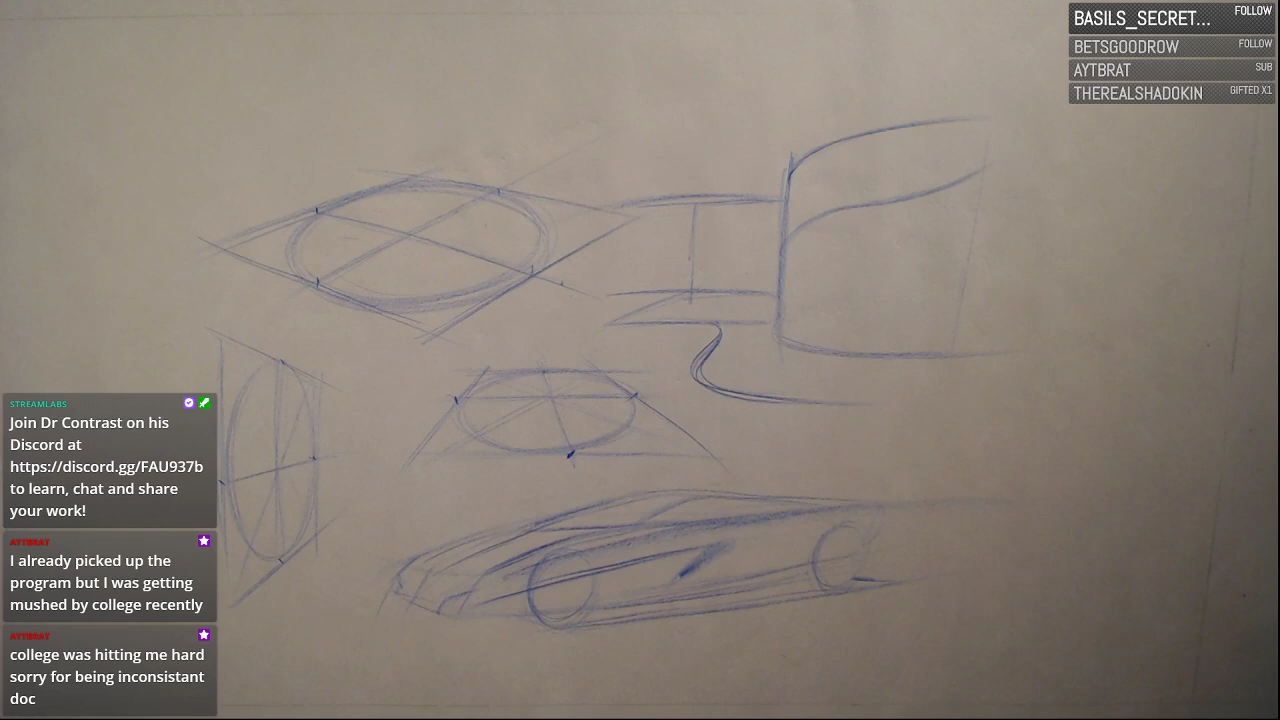 BASILS_SECRET... FOLLOW
BETSGOODROW FOLLOW
AYTBRAT SUB
THEREALSHADOKIN GIFTED X1
STREAMLABS
Join Dr Contrast on his
Discord at
https://discord.gg/FAU937b
to learn, chat and share
your work!
AYTBRAT
I already picked up the
program but I was getting
mushed by college recently
AYTBRAT
college was hitting me hard
sorry for being inconsistant
doc